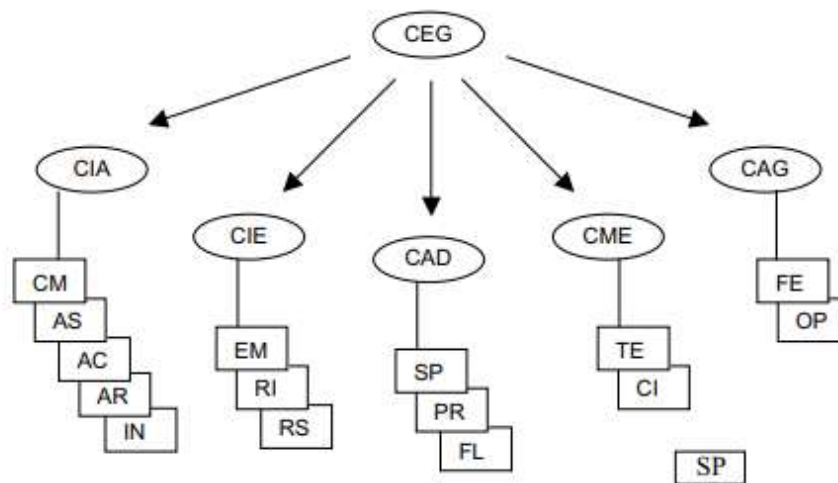 CEG
CIA
CAG
CIE
CAD
CME
CM
AS
AC
AR
IN
EM
RI
RS
SP
PR
FL
TE
CI
FE
OP
SP